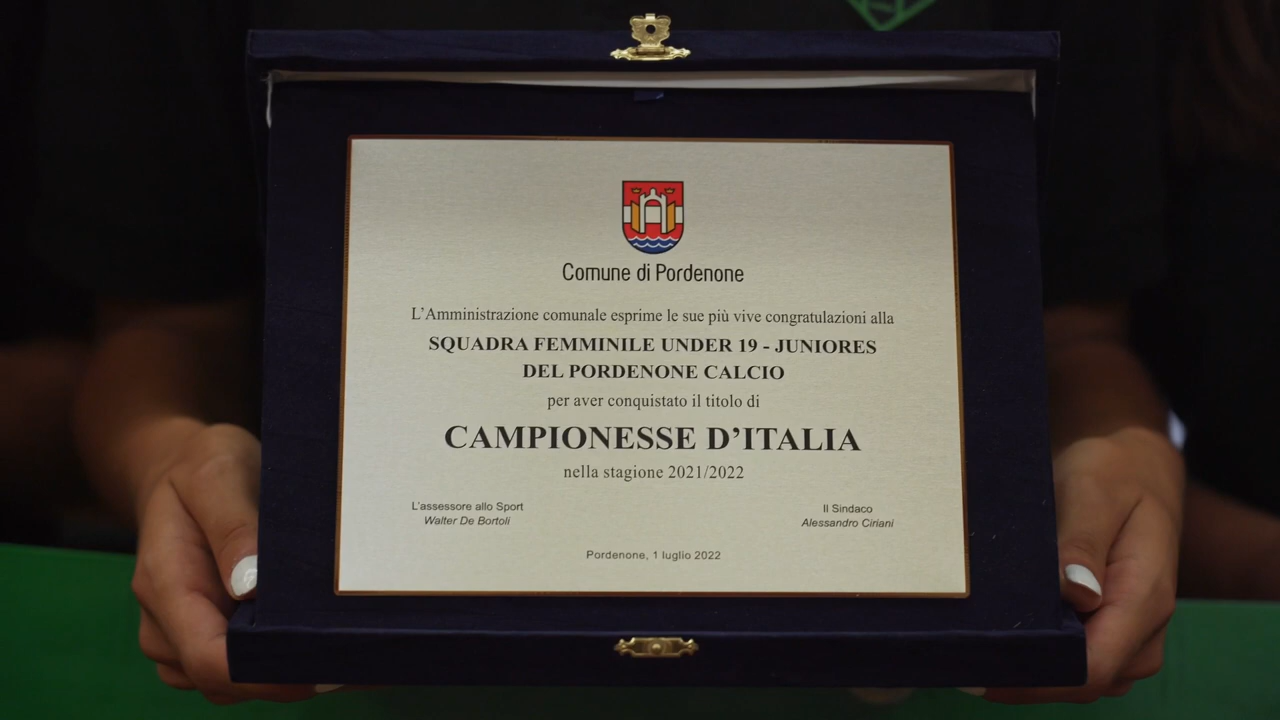 Comune di Pordenone
L'Amministrazione comunale esprime le sue più vive congratulazioni alla
SQUADRA FEMMINILE UNDER 19 - JUNIORES
DEL PORDENONE CALCIO
per aver conquistato il titolo di
CAMPIONESSE D'ITALIA
nella stagione 2021/2022
L'assessore allo Sport
Walter De Bortoli
Il Sindaco
Alessandro Ciriani
Pordenone, 1 luglio 2022